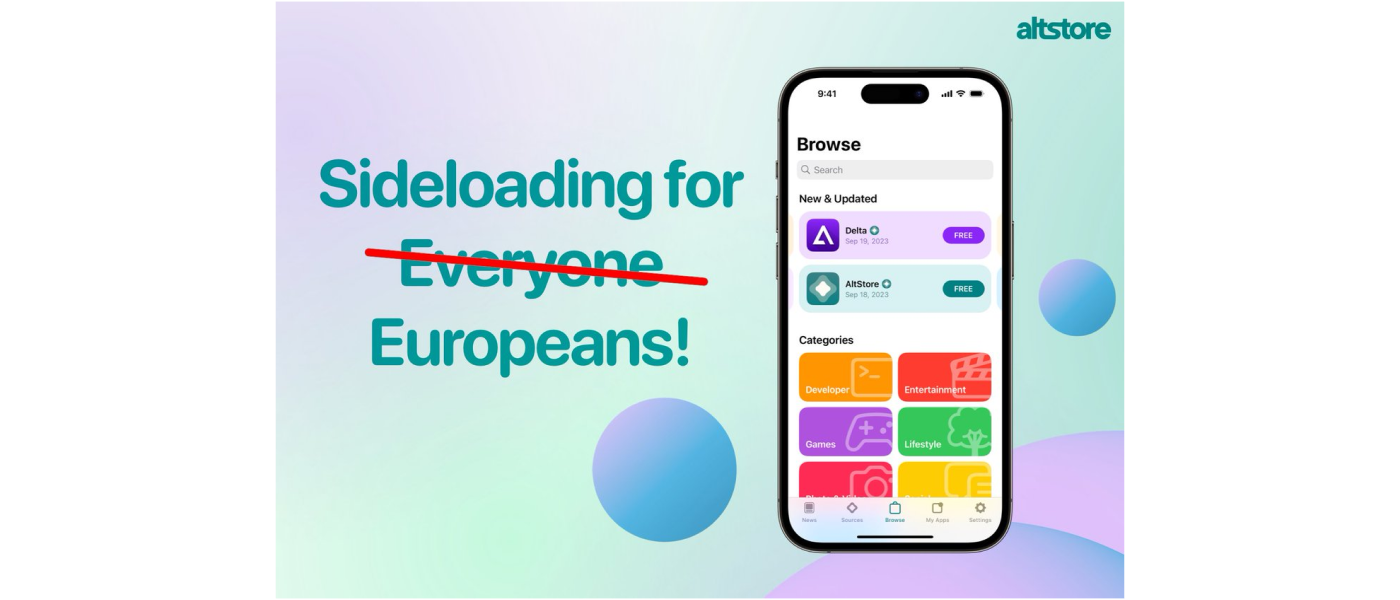 altstore
Sideloading for
Everyone
Europeans!
9:41
Browse
Search
New & Updated
Delta
Sep 19, 2023
FREE
AltStore
Sep 18, 2023
FREE
Categories
Developer
Entertainment
Games
Lifestyle
News
Sources
Browse
My Apps
Settings